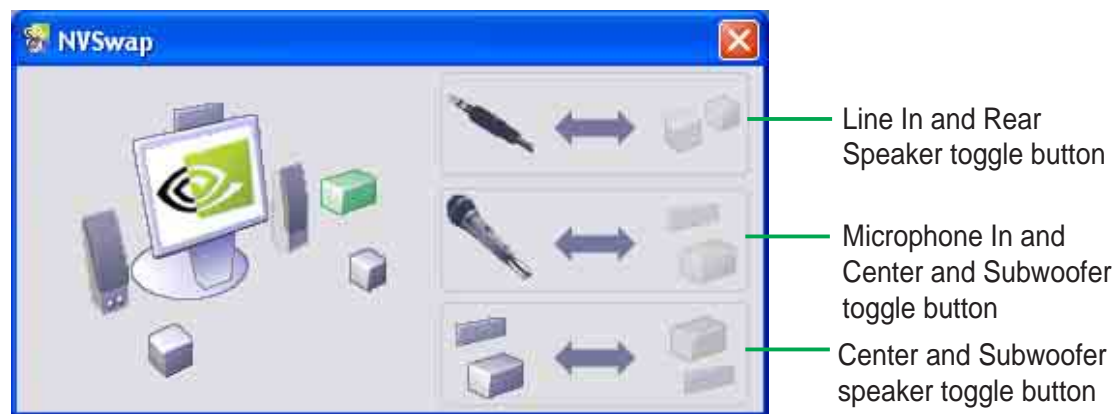 NVSwap
Line In and Rear
Speaker toggle button
Microphone In and
Center and Subwoofer
toggle button
Center and Subwoofer
speaker toggle button